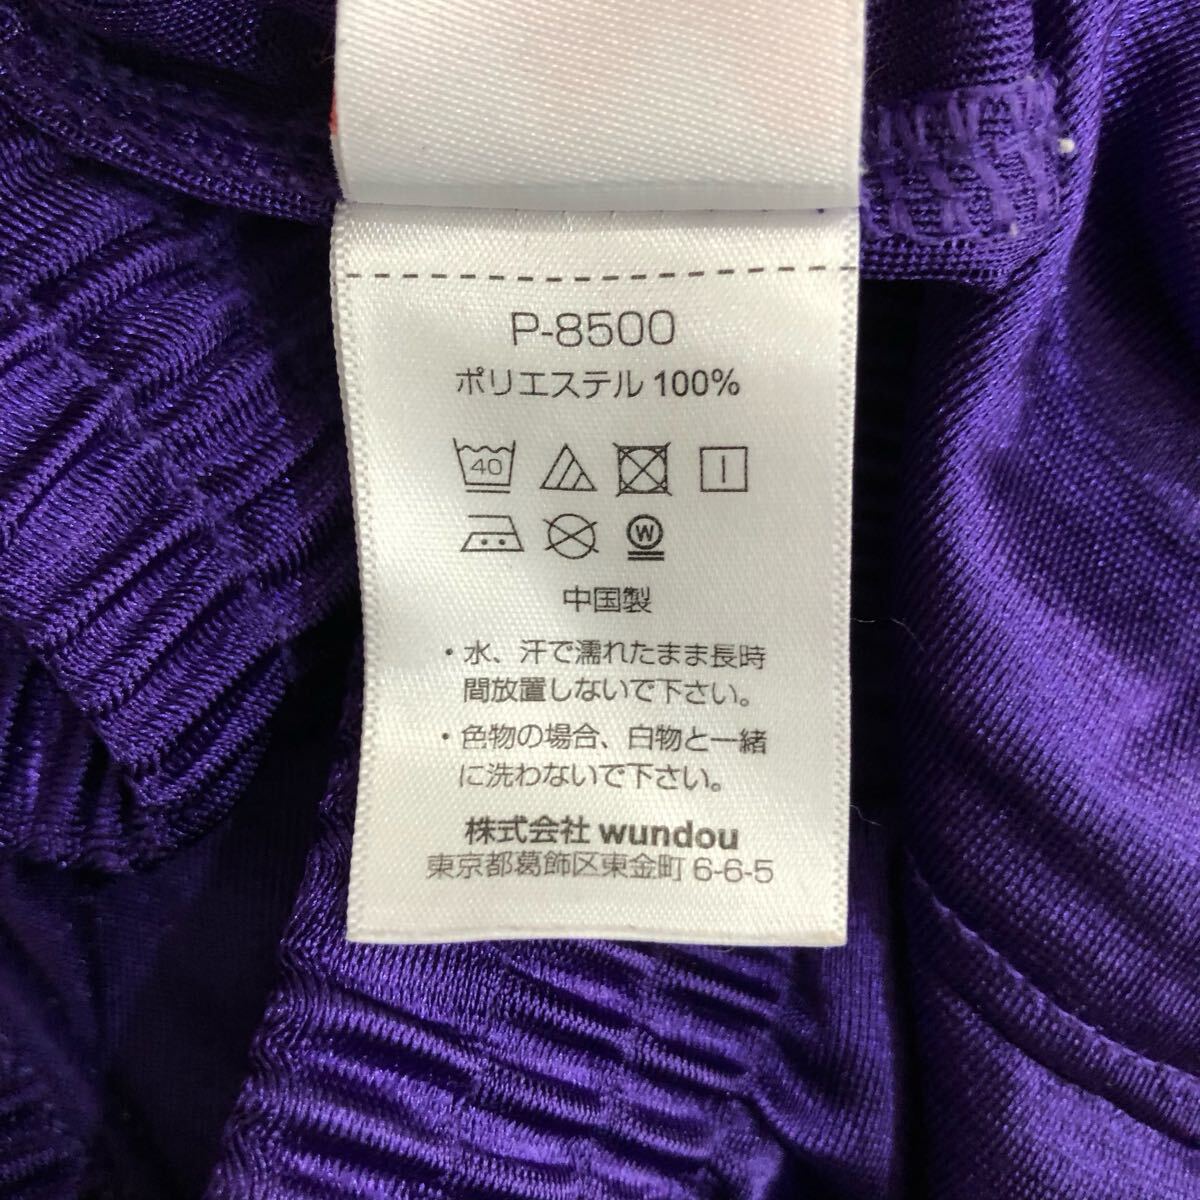 P-8500
ポリエステル 100%
40
W
中国製
・水、汗で濡れたまま長時
間放置しないで下さい。
・色物の場合、白物と一緒
に洗わないで下さい。
株式会社 wundou
東京都葛飾区東金町 6-6-5